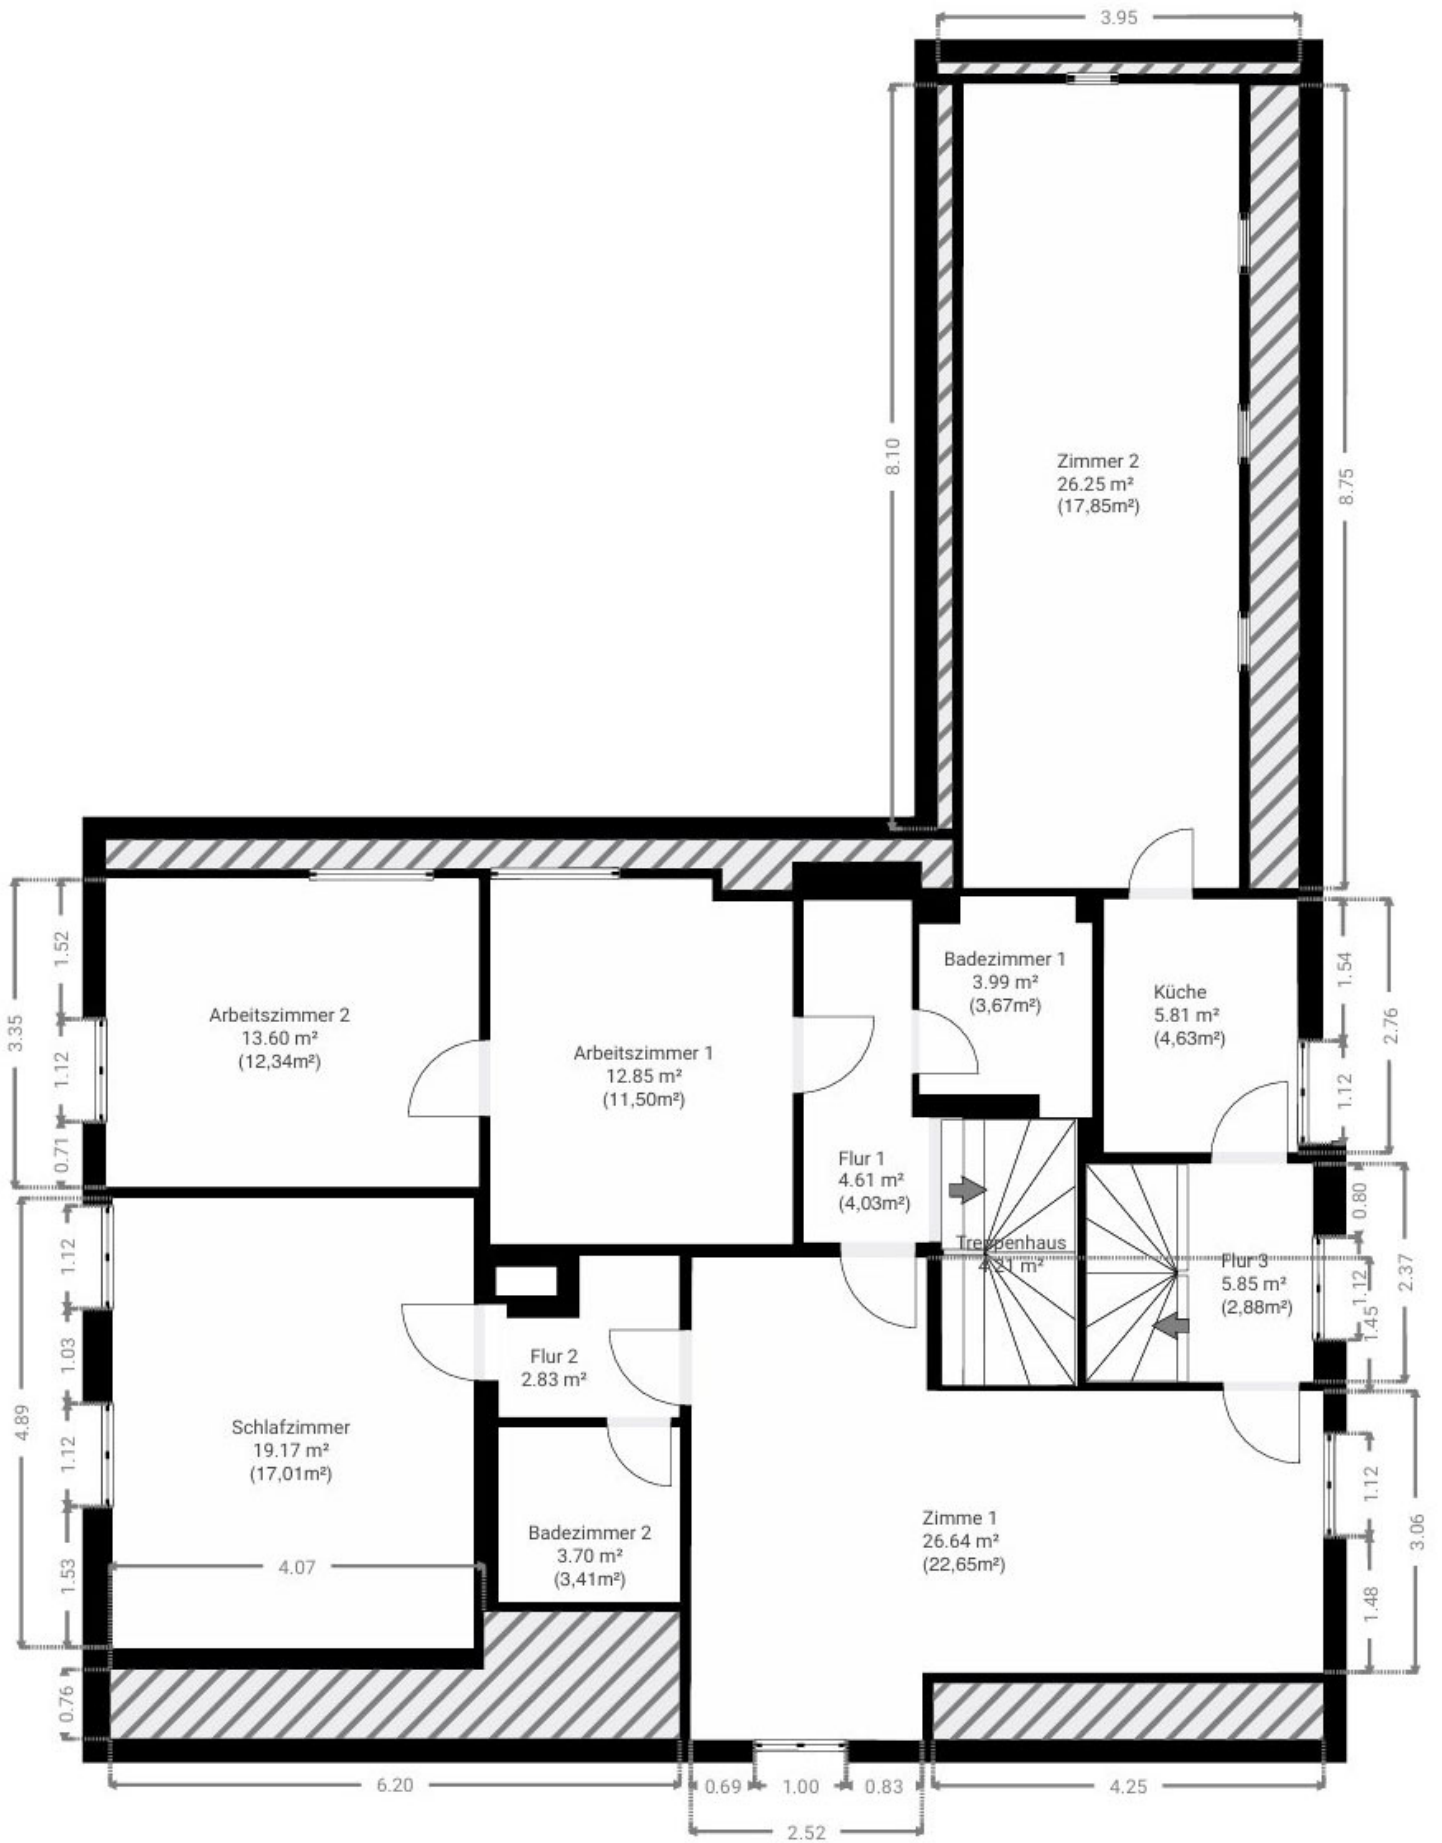 3.95
8.10
8.75
Zimmer 2
26.25 m²
(17,85m²)
3.35
1.52
1.12
0.71
Arbeitszimmer 2
13.60 m²
(12,34m²)
Arbeitszimmer 1
12.85 m²
(11,50m²)
Badezimmer 1
3.99 m²
(3,67m²)
Küche
5.81 m²
(4,63m²)
1.54
1.12
2.76
Flur 1
4.61 m²
(4,03m²)
Treppenhaus
4.21 m²
Flur 3
5.85 m²
(2,88m²)
0.80
1.12
1.45
2.37
4.89
1.12
1.03
1.12
1.53
0.76
Flur 2
2.83 m²
Schlafzimmer
19.17 m²
(17,01m²)
4.07
Badezimmer 2
3.70 m²
(3,41m²)
Zimme 1
26.64 m²
(22,65m²)
1.12
1.48
3.06
6.20
0.69
1.00
0.83
4.25
2.52